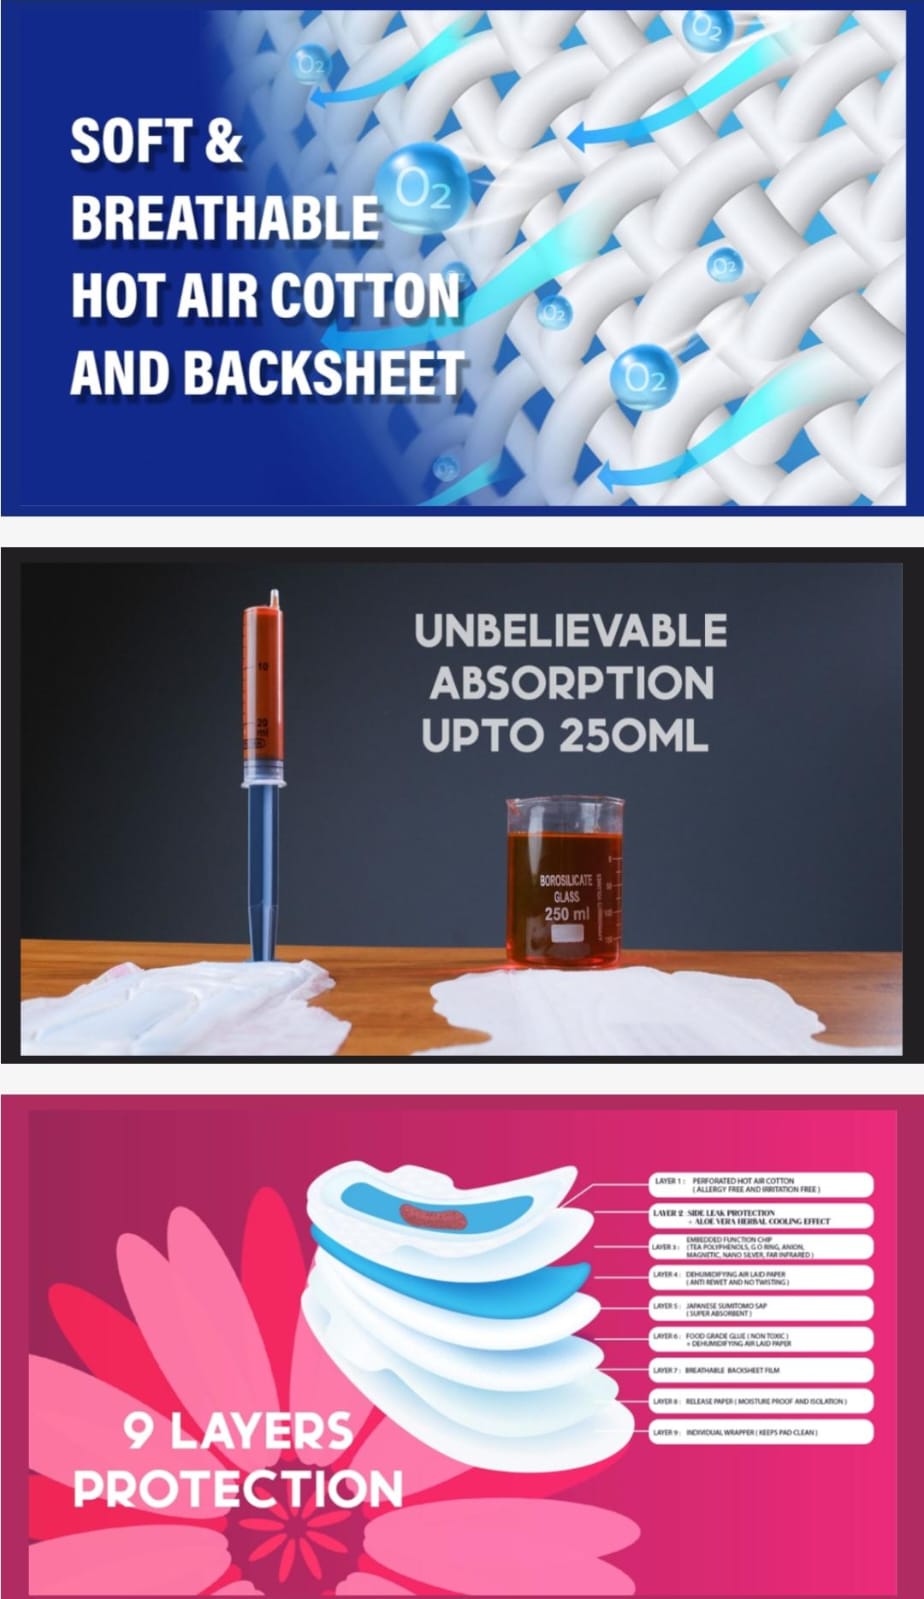 SOFT &
BREATHABLE
HOT AIR COTTON
AND BACKSHEET
O2
O2
O2
O2
O2
O2
O2
UNBELIEVABLE
ABSORPTION
UPTO 250ML
10
20
ml
BOROSILICATE
GLASS
250 ml
9 LAYERS
PROTECTION
LAYER 1 : PERFORATED HOT AIR COTTON
( ALLERGY FREE AND IRRITATION FREE )
LAYER 2 : SIDE LEAK PROTECTION
+ ALOE VERA HERBAL COOLING EFFECT
EMBEDDED FUNCTION CHIP
LAYER 3 : ( TEA POLYPHENOLS, G O RING, ANION,
MAGNETIC, NANO SILVER, FAR INFRARED )
LAYER 4 : DEHUMIDIFYING AIR LAID PAPER
( ANTI REWET AND NO TWISTING )
LAYER 5 : JAPANESE SUMITOMO SAP
( SUPER ABSORBENT )
LAYER 6 : FOOD GRADE GLUE ( NON TOXIC )
+ DEHUMIDIFYING AIR LAID PAPER
LAYER 7 : BREATHABLE BACKSHEET FILM
LAYER 8 : RELEASE PAPER ( MOISTURE PROOF AND ISOLATION )
LAYER 9 : INDIVIDUAL WRAPPER ( KEEPS PAD CLEAN )